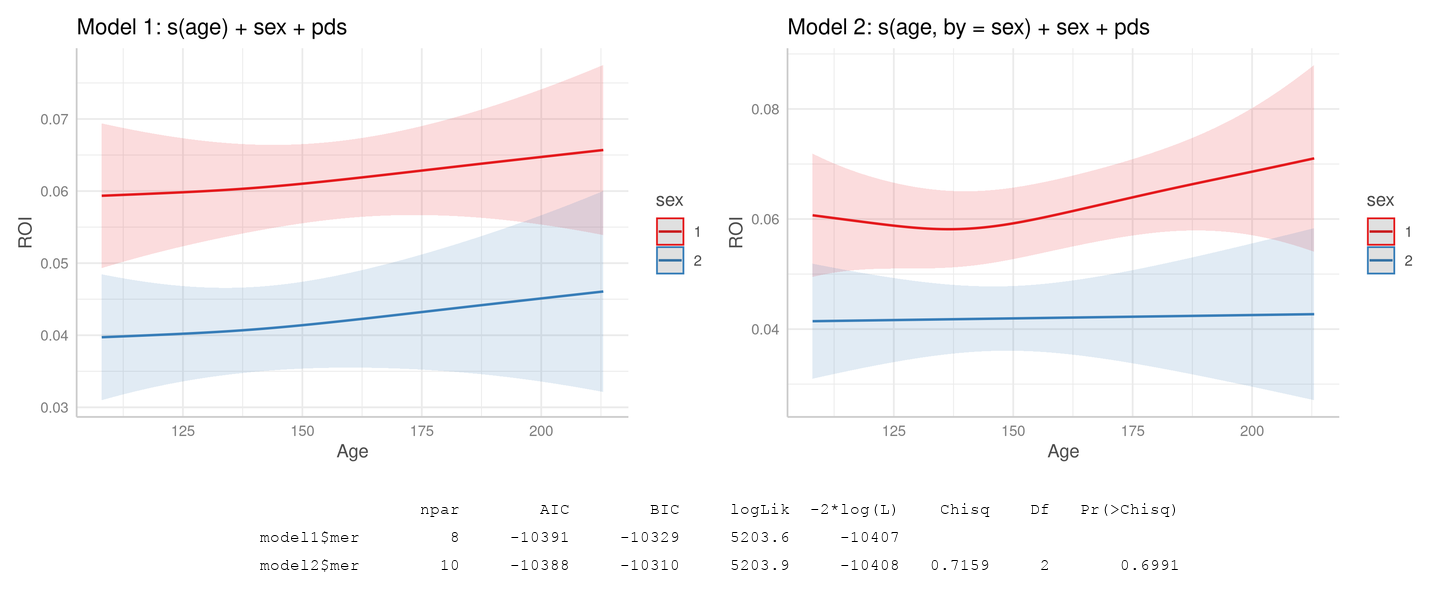 Model 1: s(age) + sex + pds
0.07
0.06
0.05
0.04
0.03
ROI
125 150 175 200
Age
sex
1
2
Model 2: s(age, by = sex) + sex + pds
0.08
0.06
0.04
ROI
125 150 175 200
Age
sex
1
2
npar AIC BIC logLik -2*log(L) Chisq Df Pr(>Chisq)
model1$mer 8 -10391 -10329 5203.6 -10407
model2$mer 10 -10388 -10310 5203.9 -10408 0.7159 2 0.6991